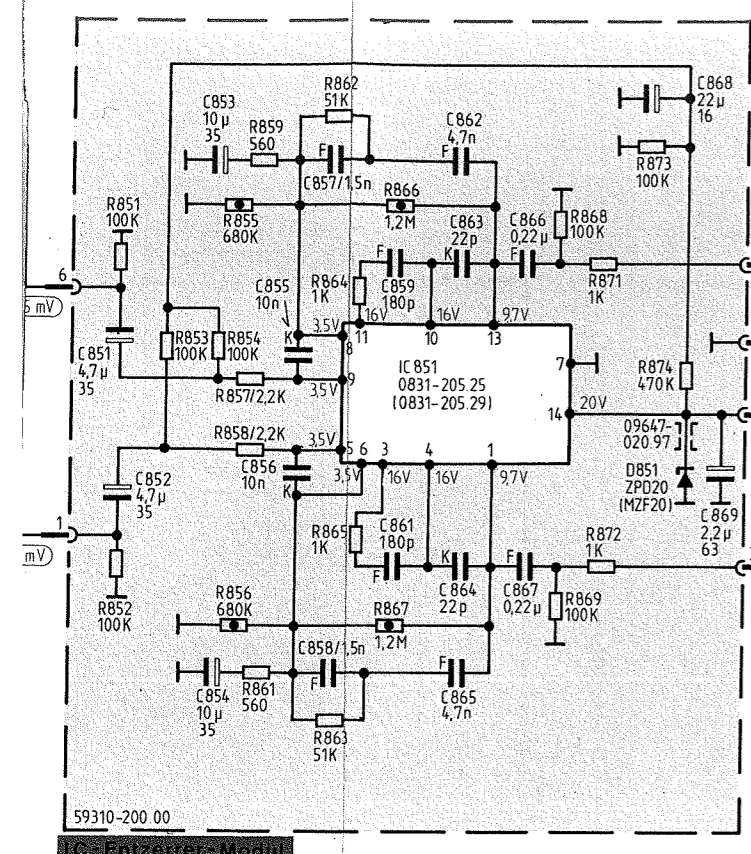 R862
51K
C868
22µ
16
C853
10µ
35
R859
560
C862
4,7n
F
F
C857/1,5n
R873
100K
R866
1,2M
R855
680K
R851
100K
C863
22p
C866
0,22µ
R868
100K
6
C855
10n
R864
1K
F
K
F
C859
180p
R871
1K
mV
3,5V
16V
16V
9,7V
11
10
13
K
8
C851
4,7µ
35
R853
100K
R854
100K
IC851
0831-205.25
(0831-205.29)
7
R874
470K
9
3,5V
R857/2,2K
14
20V
R858/2,2K
3,5V
09647-
020.97
5
6
3
4
1
C852
4,7µ
35
C856
10n
K
3,5V
16V
16V
9,7V
D851
ZPD20
(MZF20)
C869
2,2µ
63
1
mV
R865
1K
C861
180p
R872
1K
F
K
F
R852
100K
C864
22p
C867
0,22µ
R869
100K
R856
680K
R867
1,2M
C858/1,5n
F
F
C854
10µ
35
R861
560
C865
4,7n
R863
51K
59310-200.00
IC-Entzerrer-Modul